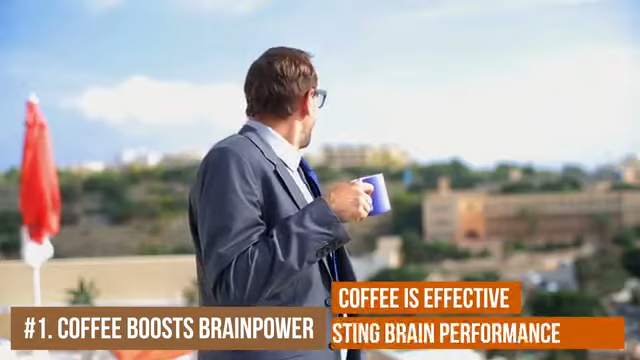 #1. COFFEE BOOSTS BRAINPOWER
COFFEE IS EFFECTIVE
STING BRAIN PERFORMANCE